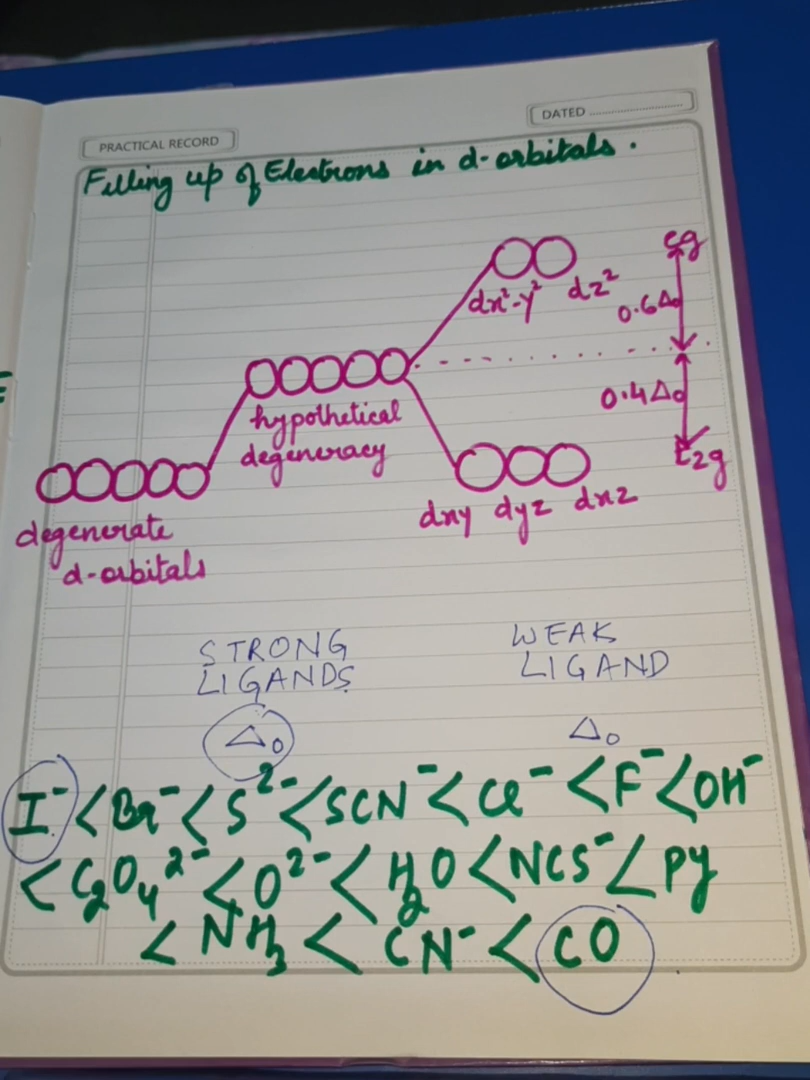 DATED
PRACTICAL RECORD
Filling up of Electrons in d-orbitals.
eg
dx²-y² dz²
0.6Δo
0.4Δo
hypothetical
degeneracy
t2g
dxy dyz dxz
degenerate
d-orbitals
STRONG
LIGANDS
WEAK
LIGAND
Δo
Δo
I⁻ < Br⁻ < S²⁻ < SCN⁻ < Cl⁻ < F⁻ < OH⁻
< C₂O₄²⁻ < O²⁻ < H₂O < NCS⁻ < PY
< NH₃ < CN⁻ < CO